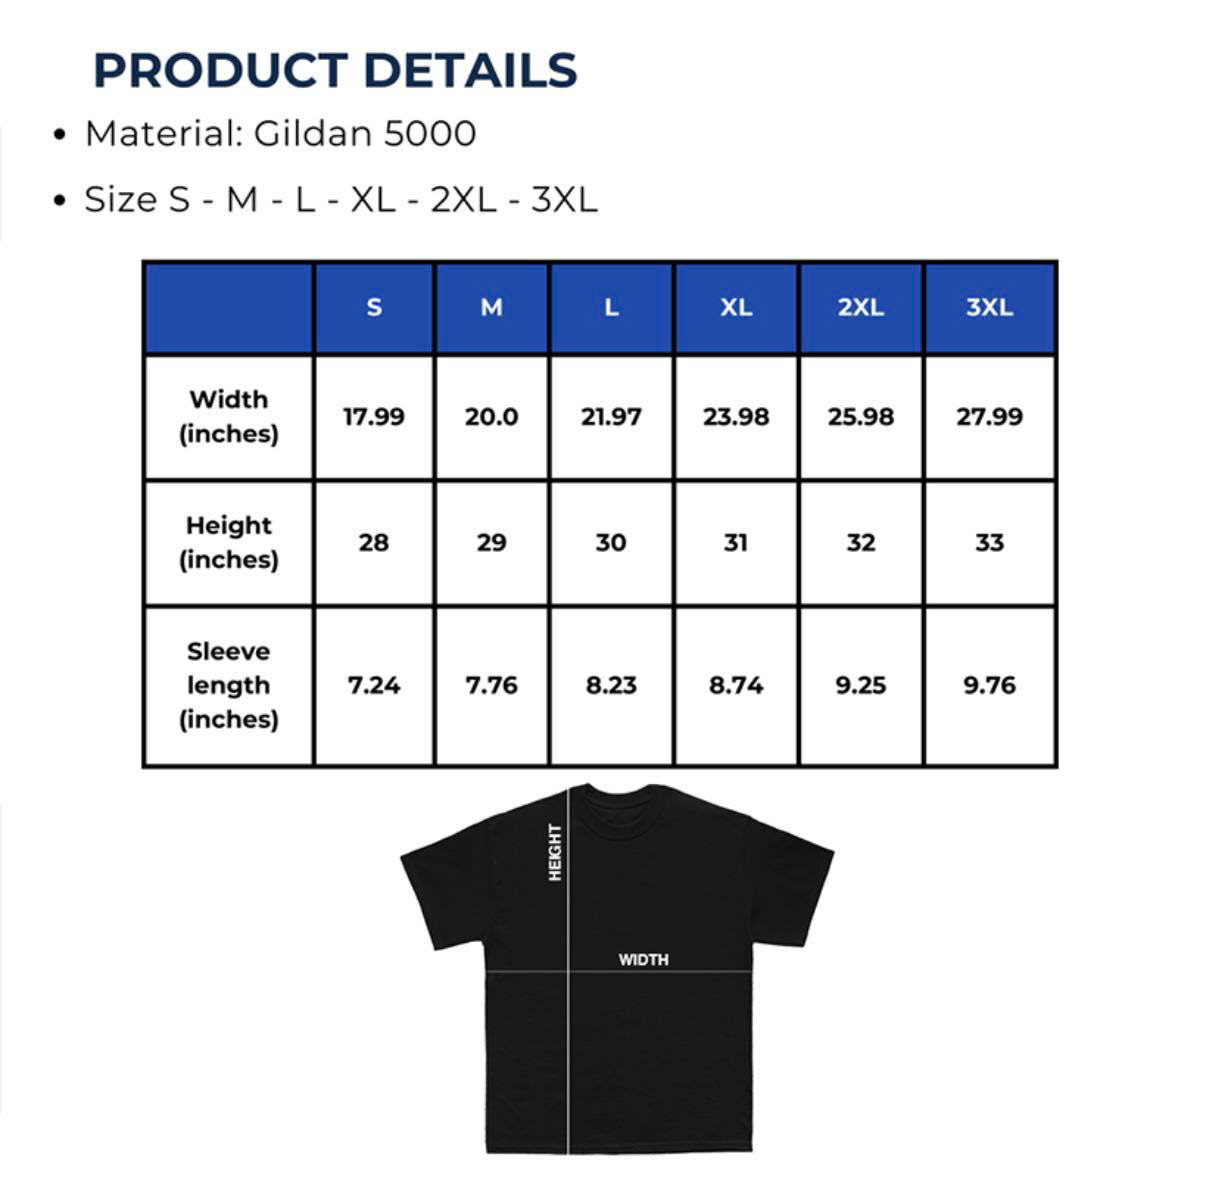 PRODUCT DETAILS
• Material: Gildan 5000
• Size S - M - L - XL - 2XL - 3XL
S M L XL 2XL 3XL
Width
(inches) 17.99 20.0 21.97 23.98 25.98 27.99
Height
(inches) 28 29 30 31 32 33
Sleeve
length
(inches) 7.24 7.76 8.23 8.74 9.25 9.76
HEIGHT
WIDTH